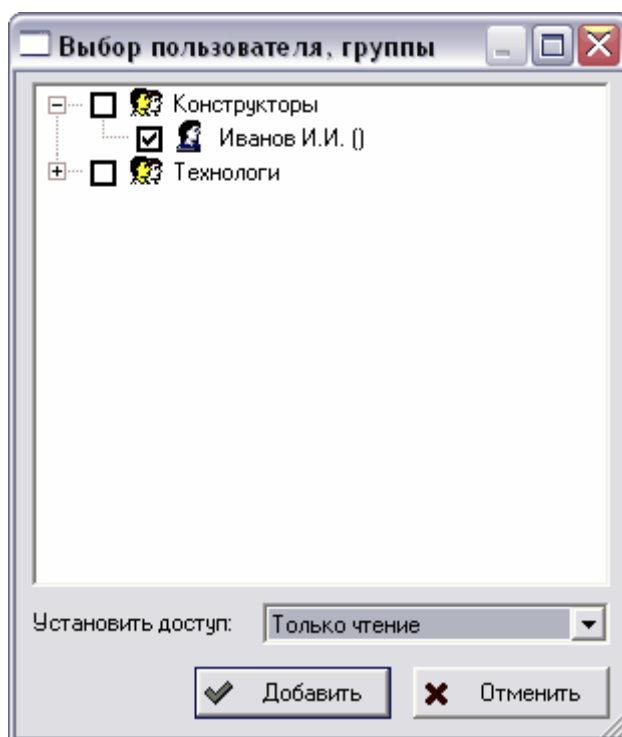 Выбор пользователя, группы
Конструкторы
Иванов И.И. ()
Технологи
Установить доступ: Только чтение
Добавить Отменить